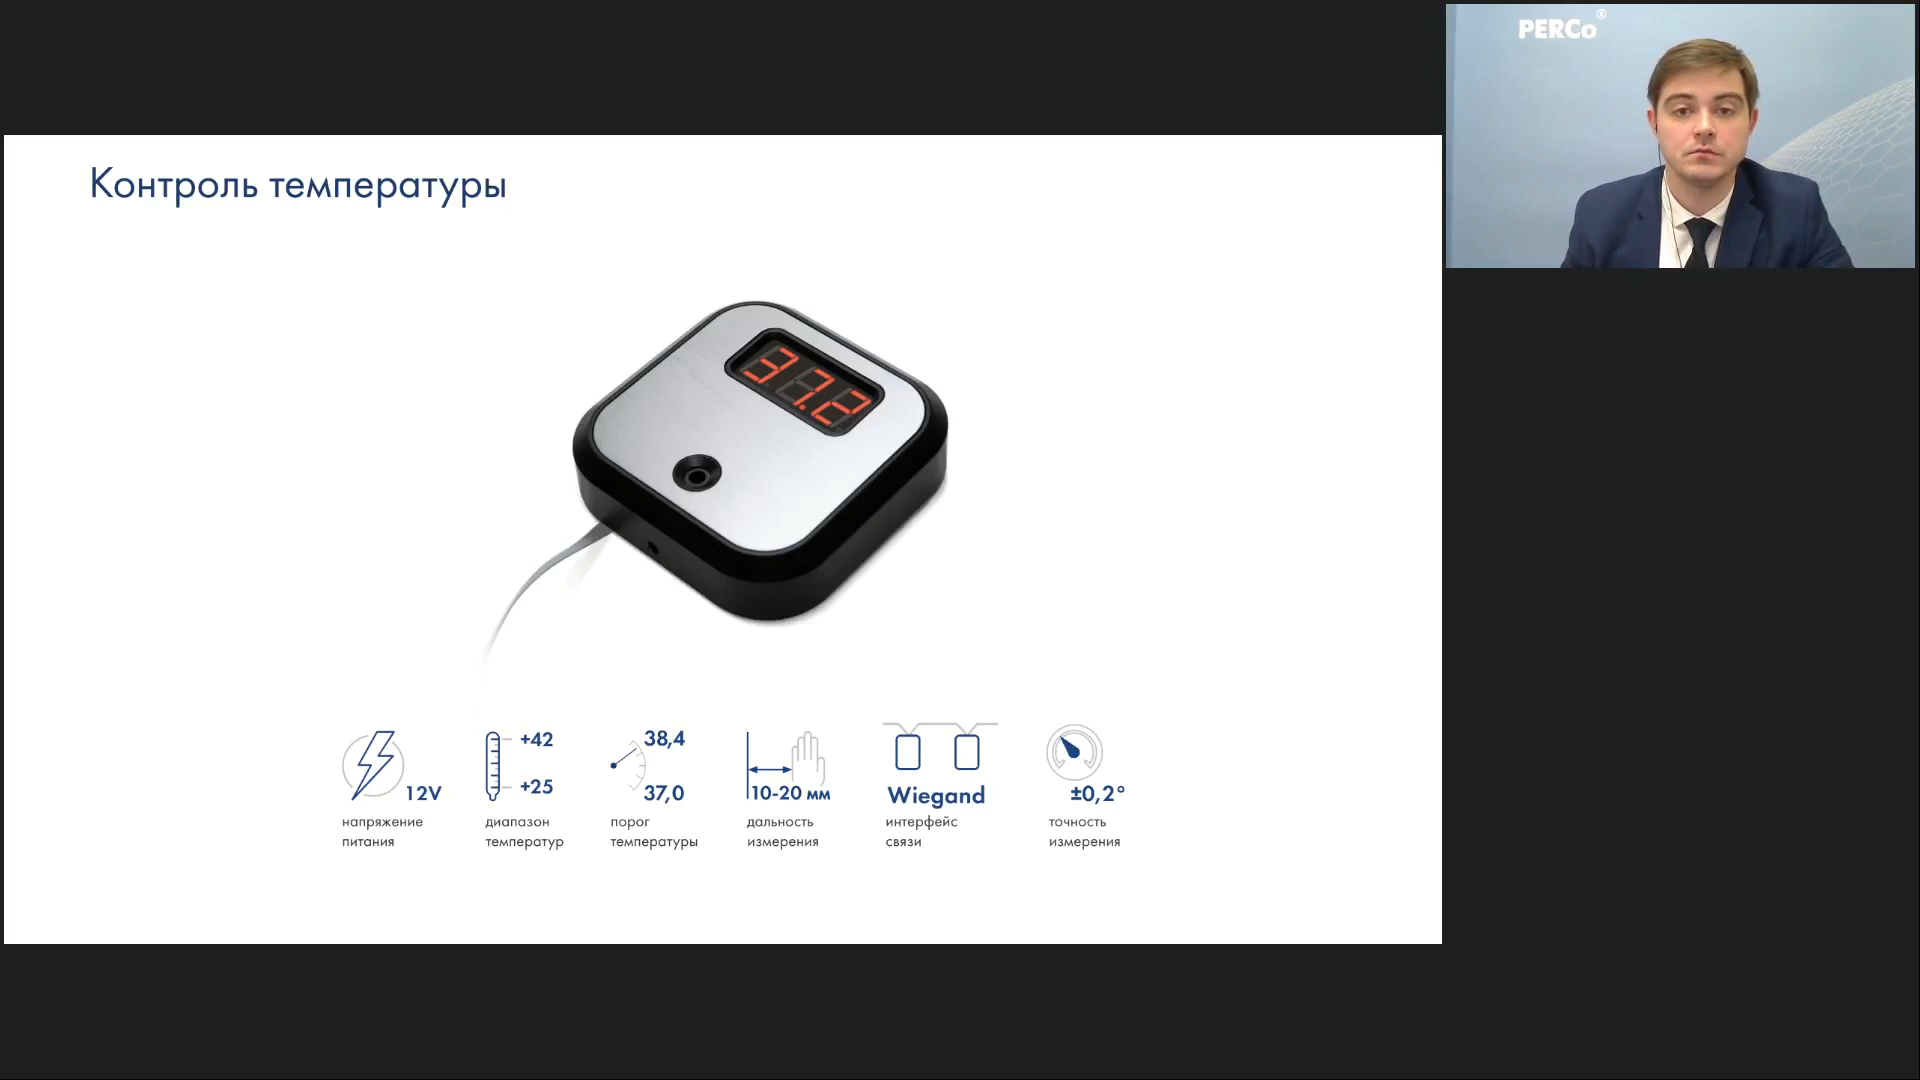 PERCo®
Контроль температуры
37.2
12V
напряжение
питания
+42
+25
диапазон
температур
38,4
37,0
порог
температуры
10-20 мм
дальность
измерения
Wiegand
интерфейс
связи
±0,2°
точность
измерения